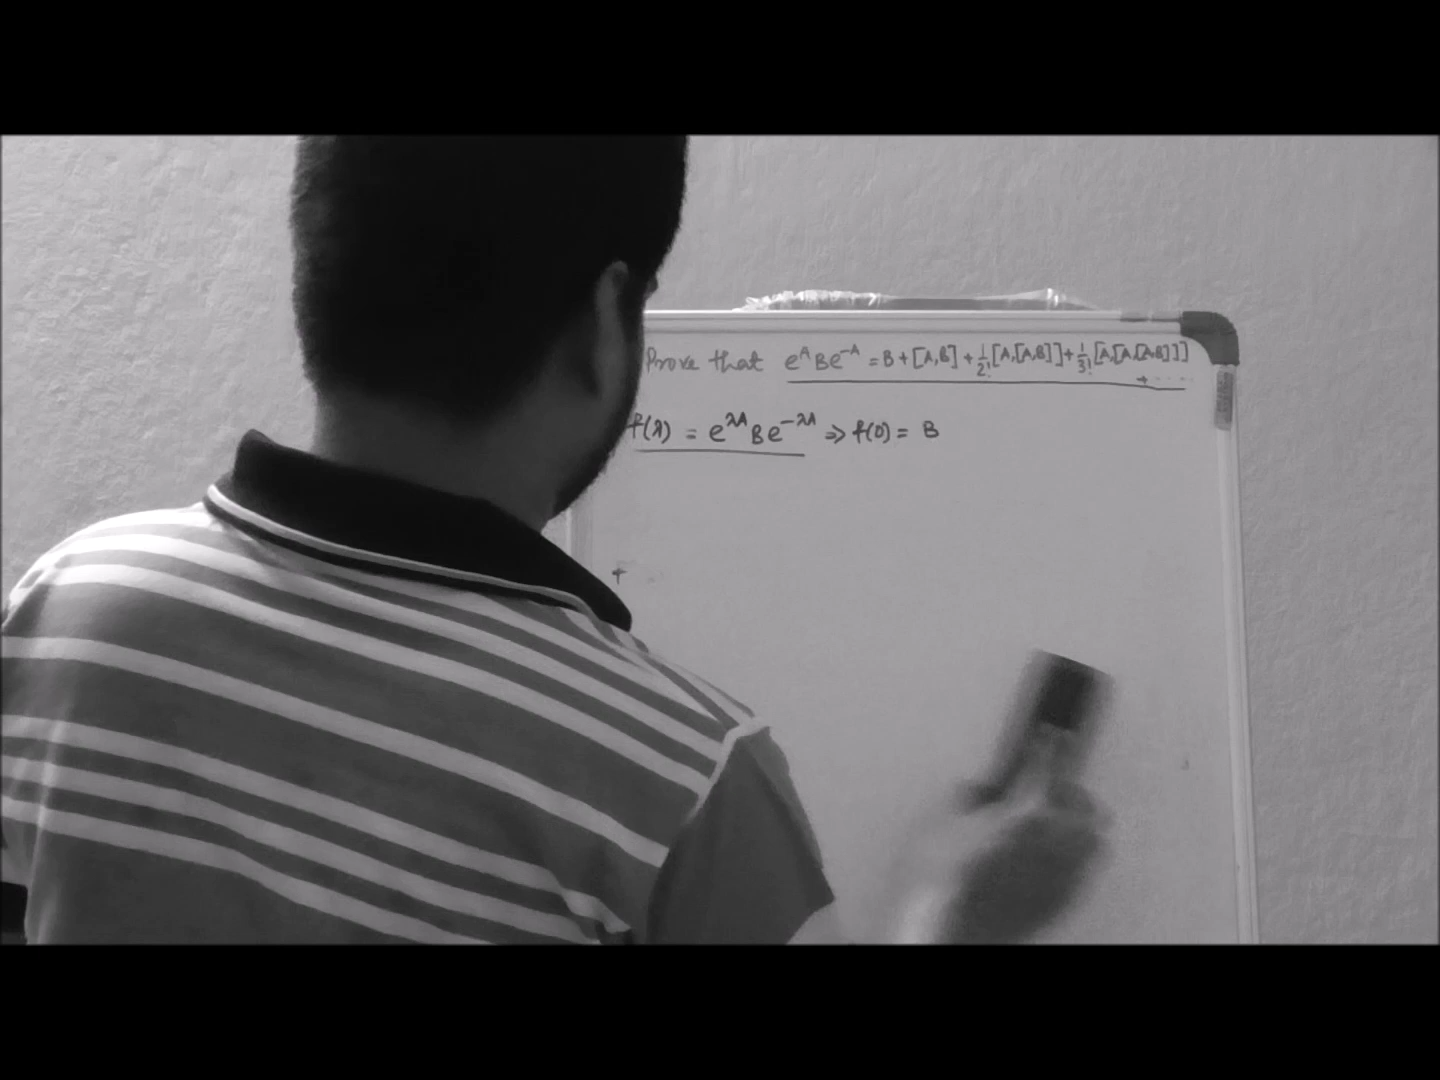 Prove that e^A B e^-A = B + [A,B] + 1/2! [A,[A,B]] + 1/3! [A,[A,[A,B]]]
+ ....
f(λ) = e^λA B e^-λA ⇒ f(0) = B
+